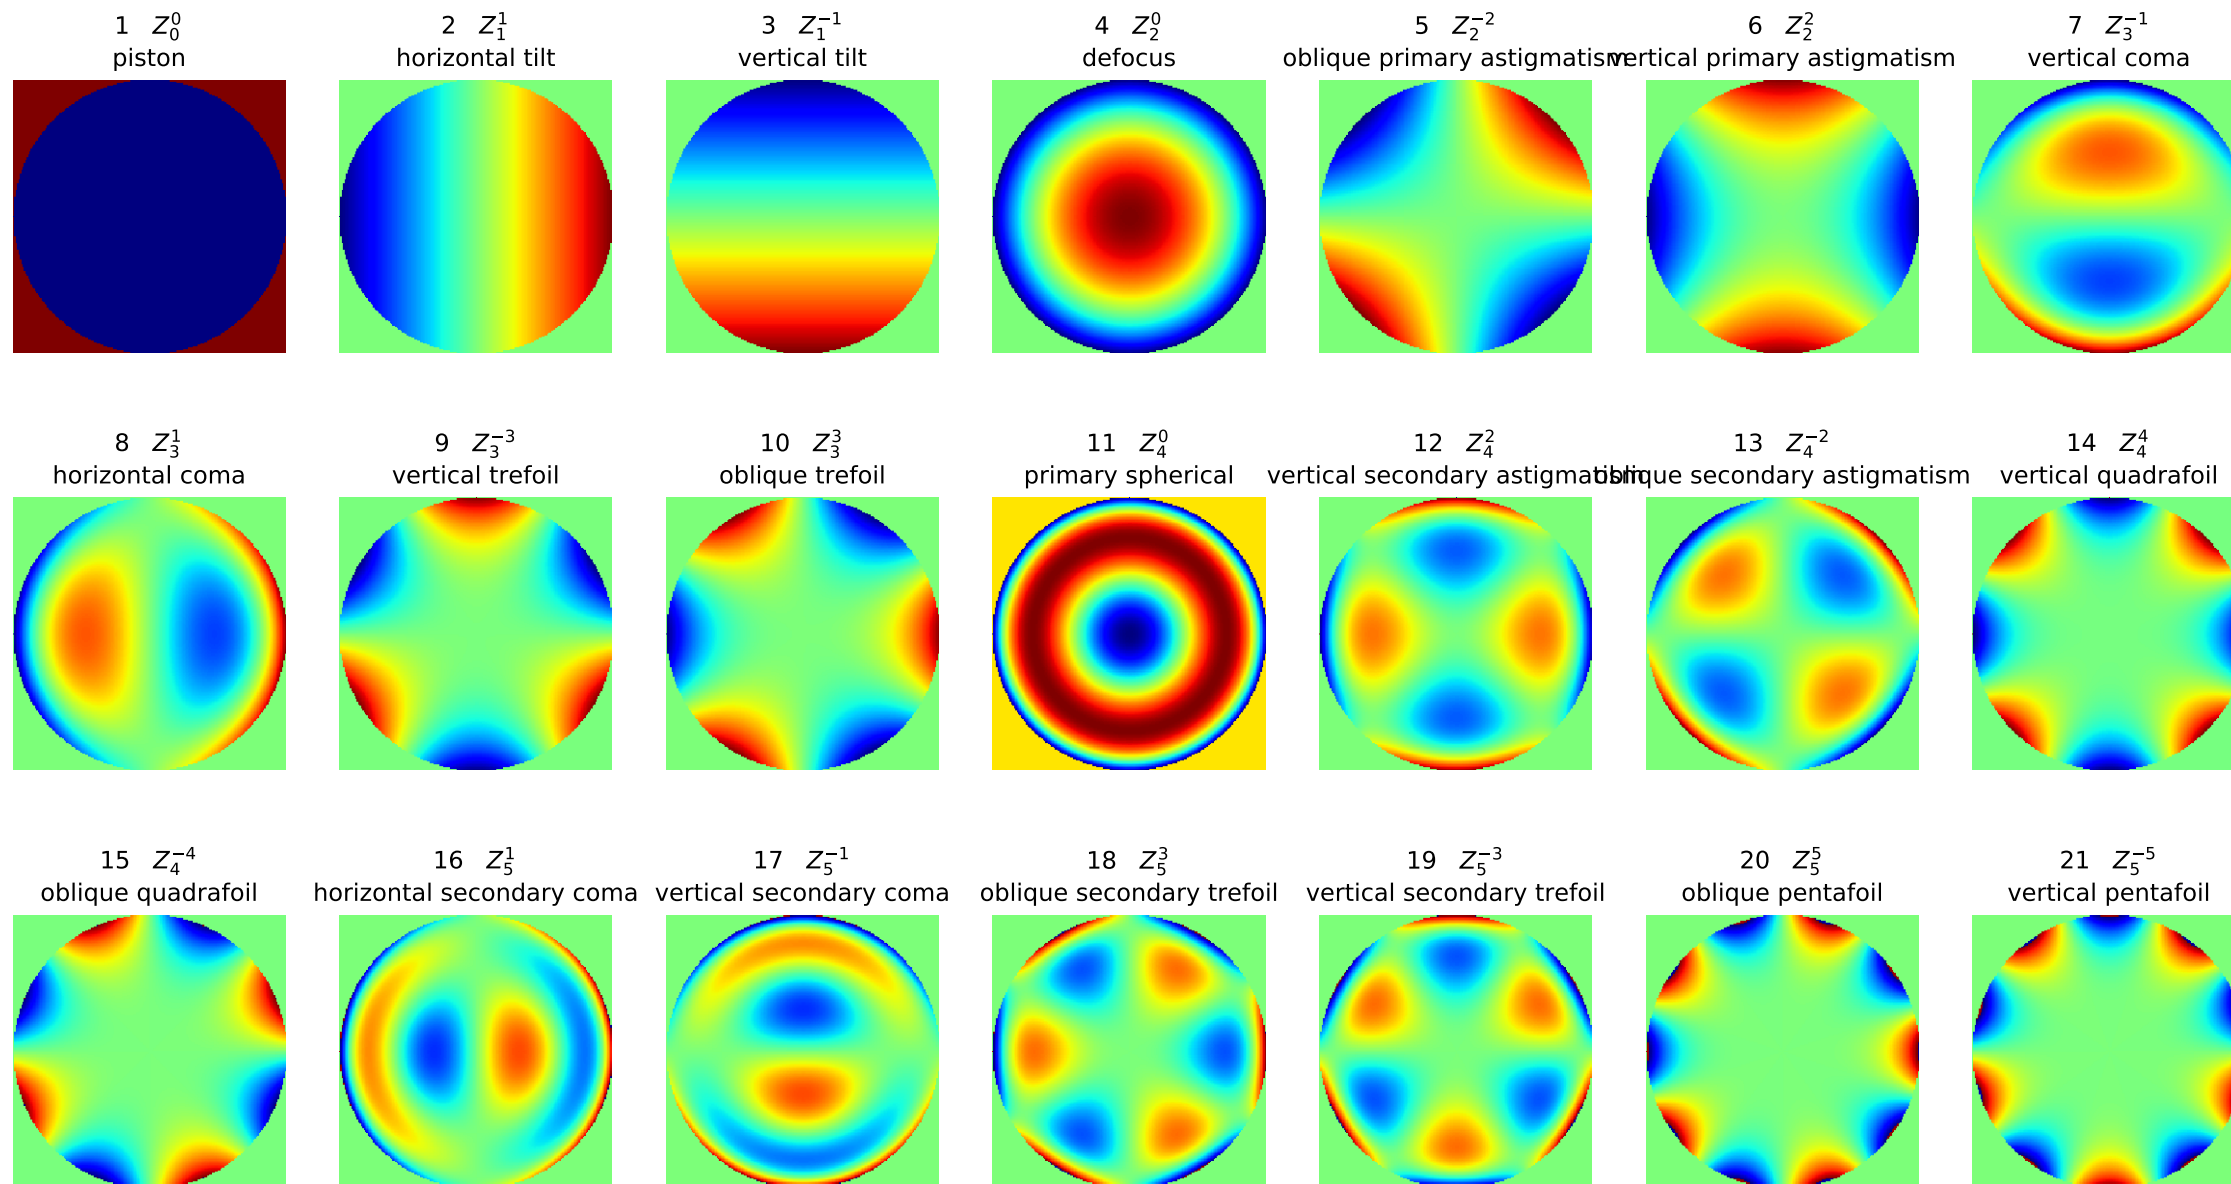 1 Z_0^0
piston
2 Z_1^1
horizontal tilt
3 Z_1^{-1}
vertical tilt
4 Z_2^0
defocus
5 Z_2^{-2}
oblique primary astigmatism
6 Z_2^2
vertical primary astigmatism
7 Z_3^{-1}
vertical coma
8 Z_3^1
horizontal coma
9 Z_3^{-3}
vertical trefoil
10 Z_3^3
oblique trefoil
11 Z_4^0
primary spherical
12 Z_4^2
vertical secondary astigmatism
13 Z_4^{-2}
oblique secondary astigmatism
14 Z_4^4
vertical quadrafoil
15 Z_4^{-4}
oblique quadrafoil
16 Z_5^1
horizontal secondary coma
17 Z_5^{-1}
vertical secondary coma
18 Z_5^3
oblique secondary trefoil
19 Z_5^{-3}
vertical secondary trefoil
20 Z_5^5
oblique pentafoil
21 Z_5^{-5}
vertical pentafoil